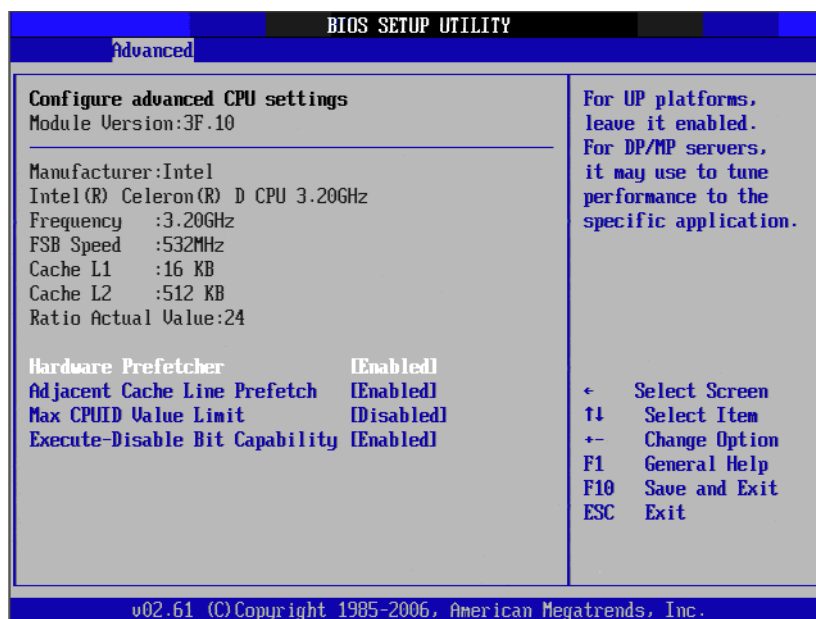 BIOS SETUP UTILITY
Advanced
Configure advanced CPU settings
Module Version:3F.10
Manufacturer:Intel
Intel(R) Celeron(R) D CPU 3.20GHz
Frequency :3.20GHz
FSB Speed :532MHz
Cache L1 :16 KB
Cache L2 :512 KB
Ratio Actual Value:24
Hardware Prefetcher [Enabled]
Adjacent Cache Line Prefetch [Enabled]
Max CPUID Value Limit [Disabled]
Execute-Disable Bit Capability [Enabled]
For UP platforms,
leave it enabled.
For DP/MP servers,
it may use to tune
performance to the
specific application.
← Select Screen
↑↓ Select Item
+- Change Option
F1 General Help
F10 Save and Exit
ESC Exit
v02.61 (C)Copyright 1985-2006, American Megatrends, Inc.